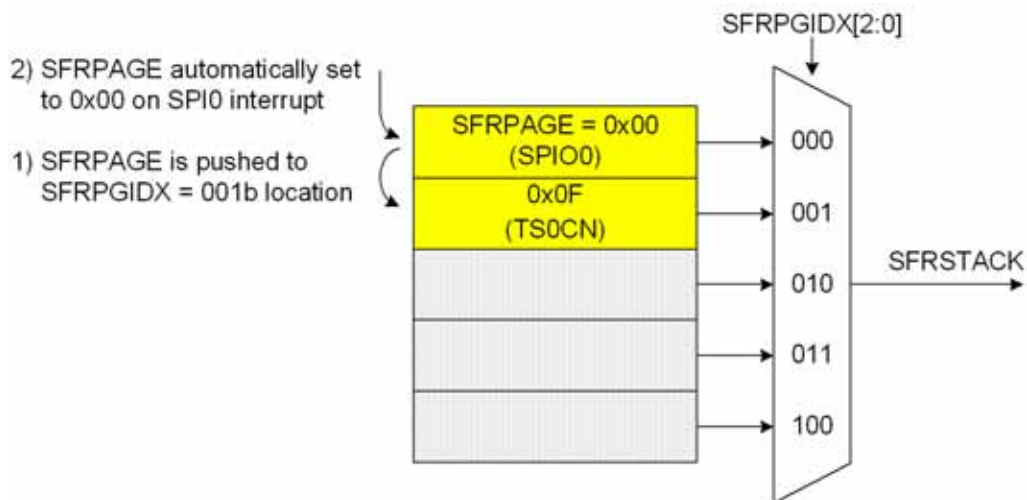 SFRPGIDX[2:0]
2) SFRPAGE automatically set
to 0x00 on SPI0 interrupt
1) SFRPAGE is pushed to
SFRPGIDX = 001b location
SFRPAGE = 0x00
(SPIO0)
0x0F
(TS0CN)
000
001
010
011
100
SFRSTACK